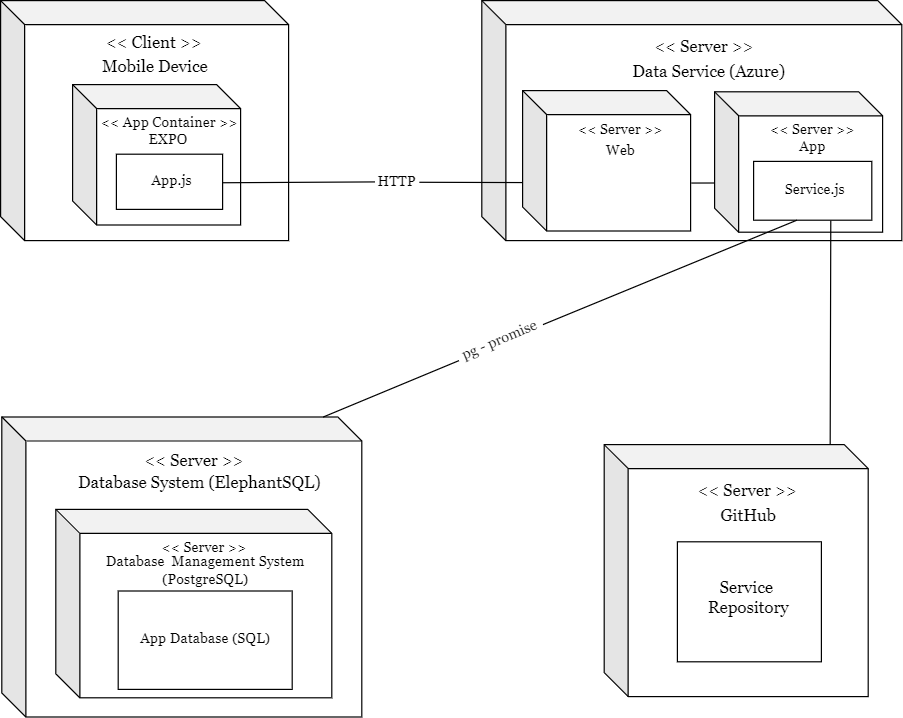 << Client >>
Mobile Device
<< App Container >>
EXPO
App.js
HTTP
<< Server >>
Data Service (Azure)
<< Server >>
Web
<< Server >>
App
Service.js
pg - promise
<< Server >>
Database System (ElephantSQL)
<< Server >>
Database Management System
(PostgreSQL)
App Database (SQL)
<< Server >>
GitHub
Service
Repository